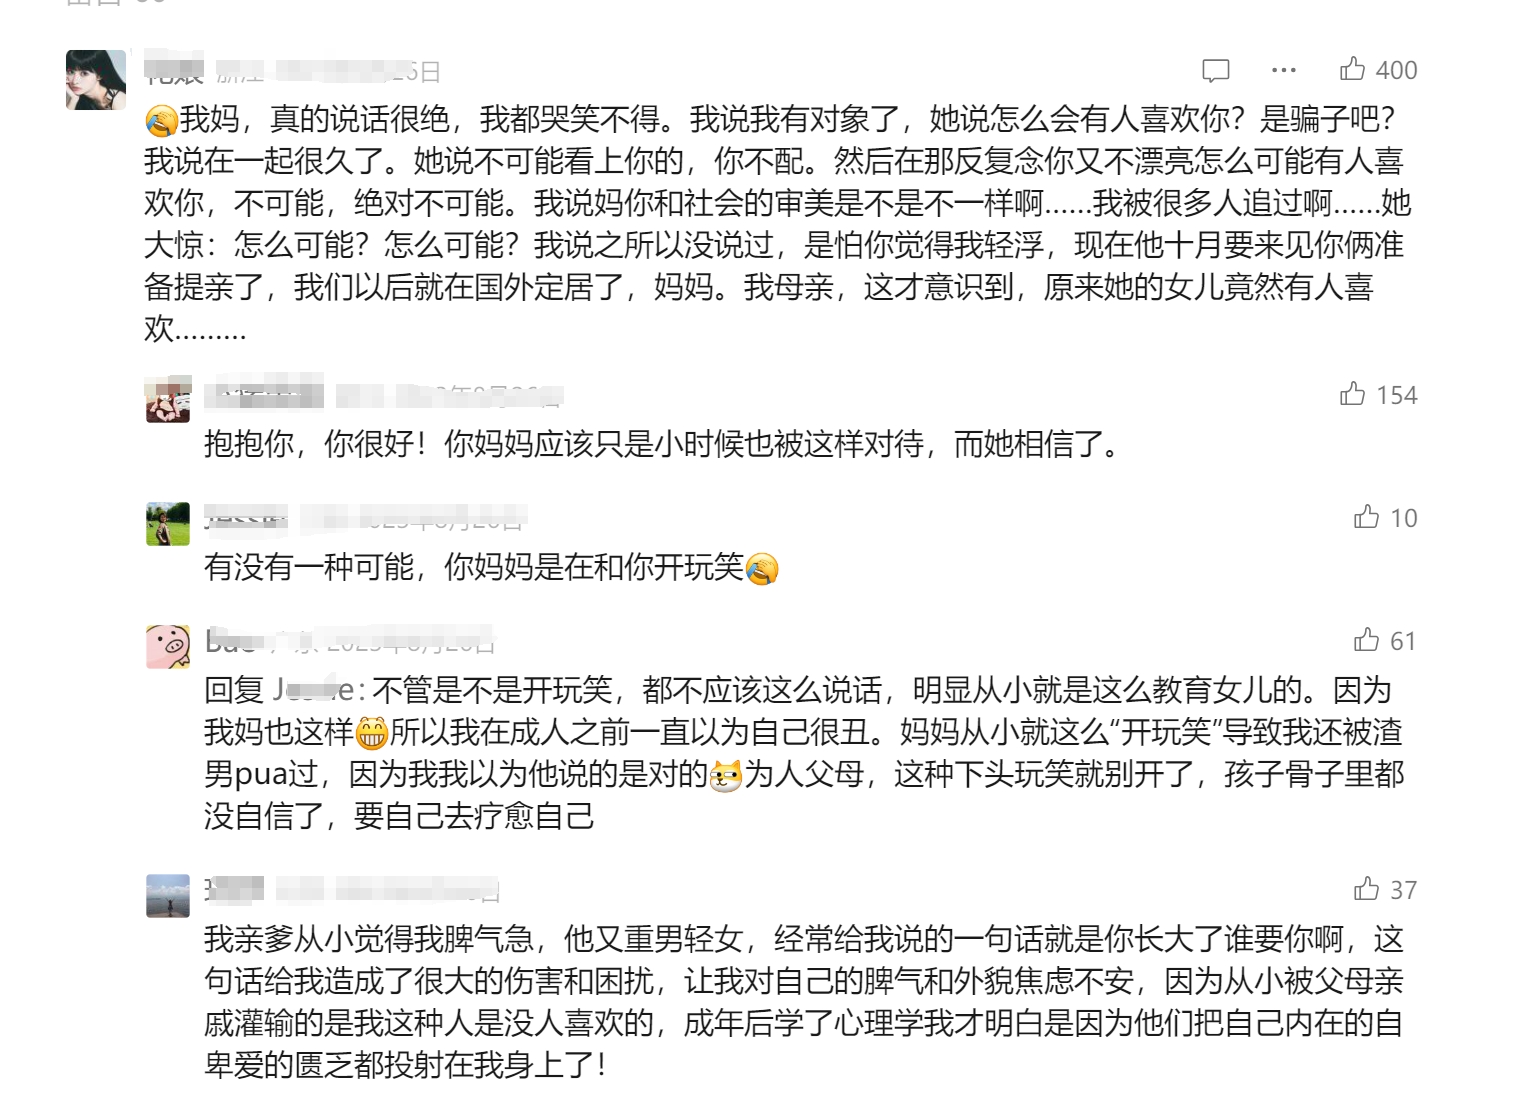 26日
400
我妈，真的说话很绝，我都哭笑不得。我说我有对象了，她说怎么会有人喜欢你？是骗子吧？
我说在一起很久了。她说不可能看上你的，你不配。然后在那反复念你又不漂亮怎么可能有人喜
欢你，不可能，绝对不可能。我说妈你和社会的审美是不是不一样啊……我被很多人追过啊……她
大惊：怎么可能？怎么可能？我说之所以没说过，是怕你觉得我轻浮，现在他十月要来见你俩准
备提亲了，我们以后就在国外定居了，妈妈。我母亲，这才意识到，原来她的女儿竟然有人喜
欢………
154
抱抱你，你很好！你妈妈应该只是小时候也被这样对待，而她相信了。
10
有没有一种可能，你妈妈是在和你开玩笑
61
回复 J e: 不管是不是开玩笑，都不应该这么说话，明显从小就是这么教育女儿的。因为
我妈也这样所以我在成人之前一直以为自己很丑。妈妈从小就这么“开玩笑”导致我还被渣
男pua过，因为我我以为他说的是对的为人父母，这种下头玩笑就别开了，孩子骨子里都
没自信了，要自己去疗愈自己
37
我亲爹从小觉得我脾气急，他又重男轻女，经常给我说的一句话就是你长大了谁要你啊，这
句话给我造成了很大的伤害和困扰，让我对自己的脾气和外貌焦虑不安，因为从小被父母亲
戚灌输的是我这种人是没人喜欢的，成年后学了心理学我才明白是因为他们把自己内在的自
卑爱的匮乏都投射在我身上了！